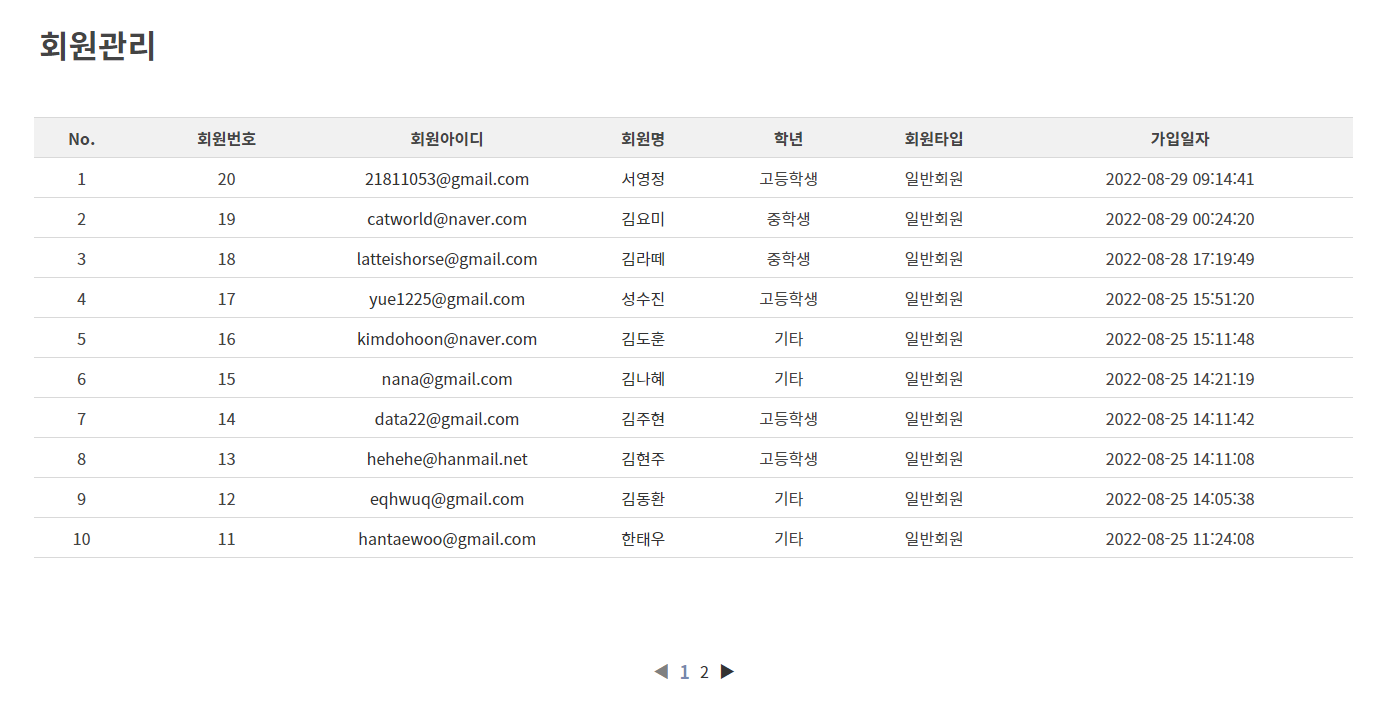 회원관리
No. 회원번호 회원아이디 회원명 학년 회원타입 가입일자
1 20 21811053@gmail.com 서영정 고등학생 일반회원 2022-08-29 09:14:41
2 19 catworld@naver.com 김요미 중학생 일반회원 2022-08-29 00:24:20
3 18 latteishorse@gmail.com 김라떼 중학생 일반회원 2022-08-28 17:19:49
4 17 yue1225@gmail.com 성수진 고등학생 일반회원 2022-08-25 15:51:20
5 16 kimdohoon@naver.com 김도훈 기타 일반회원 2022-08-25 15:11:48
6 15 nana@gmail.com 김나혜 기타 일반회원 2022-08-25 14:21:19
7 14 data22@gmail.com 김주현 고등학생 일반회원 2022-08-25 14:11:42
8 13 hehehe@hanmail.net 김현주 고등학생 일반회원 2022-08-25 14:11:08
9 12 eqhwuq@gmail.com 김동환 기타 일반회원 2022-08-25 14:05:38
10 11 hantaewoo@gmail.com 한태우 기타 일반회원 2022-08-25 11:24:08
◀ 1 2 ▶